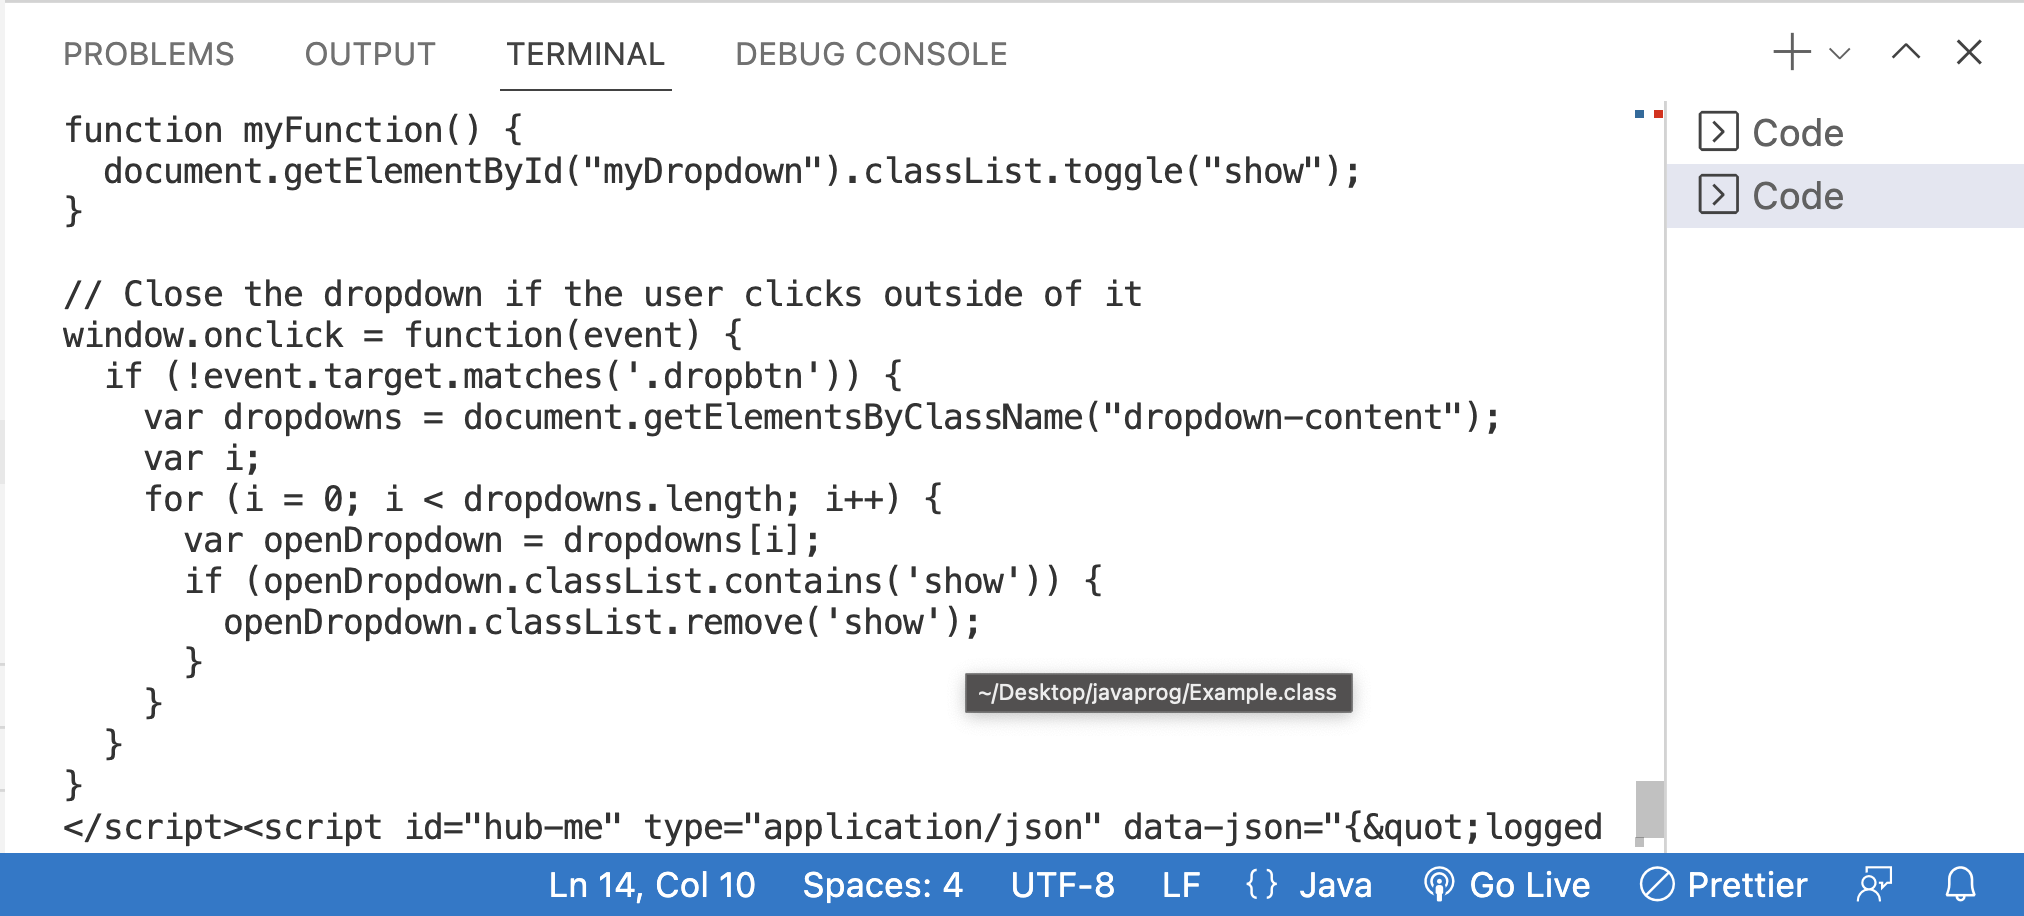 PROBLEMS OUTPUT TERMINAL DEBUG CONSOLE
function myFunction() {
  document.getElementById("myDropdown").classList.toggle("show");
}

// Close the dropdown if the user clicks outside of it
window.onclick = function(event) {
  if (!event.target.matches('.dropbtn')) {
    var dropdowns = document.getElementsByClassName("dropdown-content");
    var i;
    for (i = 0; i < dropdowns.length; i++) {
      var openDropdown = dropdowns[i];
      if (openDropdown.classList.contains('show')) {
        openDropdown.classList.remove('show');
      }
    }
  }
}
</script><script id="hub-me" type="application/json" data-json="{&quot;logged
Code
Code
~/Desktop/javaprog/Example.class
Ln 14, Col 10 Spaces: 4 UTF-8 LF {} Java Go Live Prettier